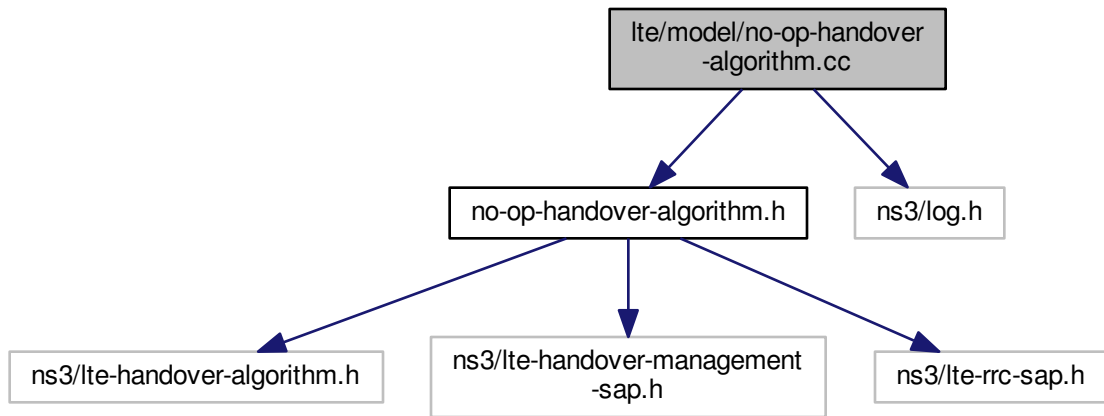 lte/model/no-op-handover
-algorithm.cc
no-op-handover-algorithm.h
ns3/log.h
ns3/lte-handover-algorithm.h
ns3/lte-handover-management
-sap.h
ns3/lte-rrc-sap.h